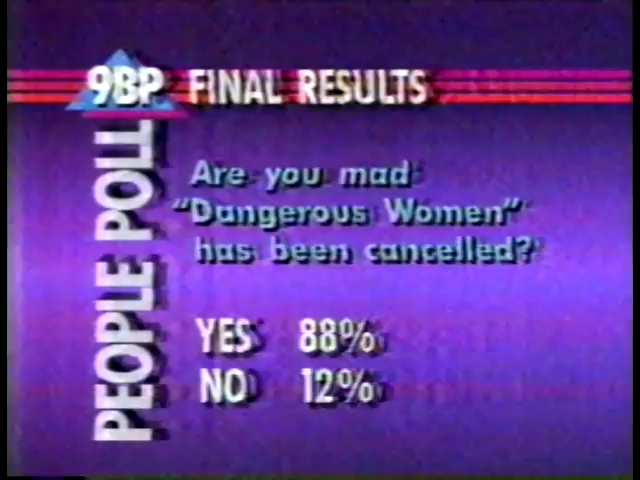 9BP FINAL RESULTS
PEOPLE POLL
Are you mad
"Dangerous Women"
has been cancelled?
YES 88%
NO 12%